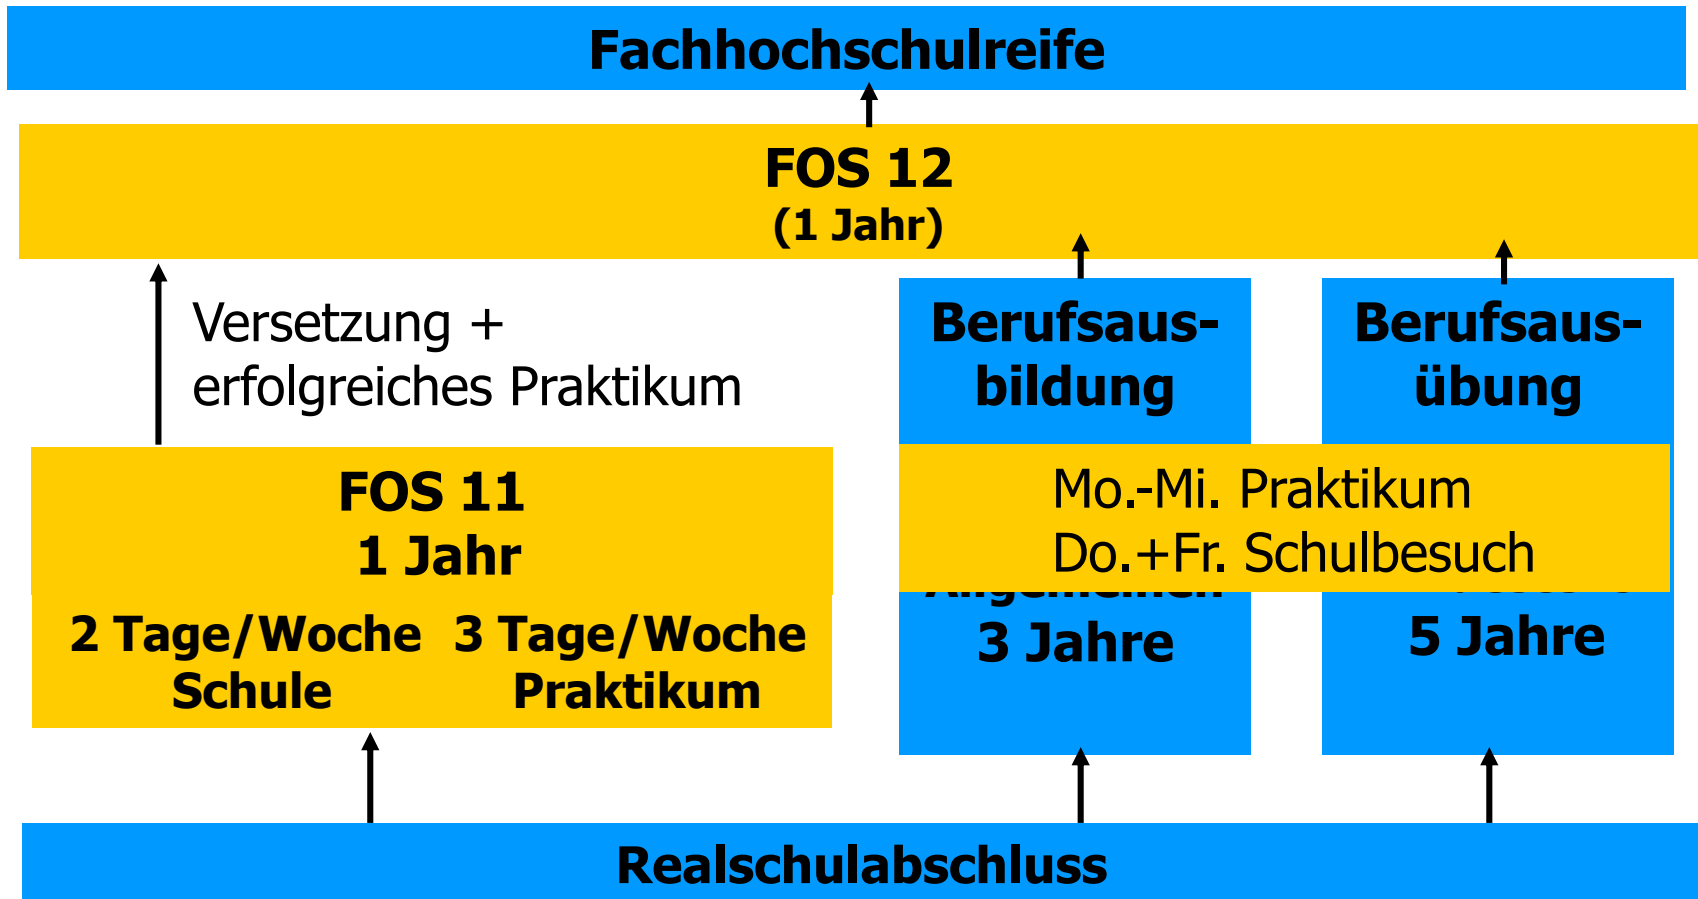 Fachhochschulreife
FOS 12
(1 Jahr)
Versetzung +
erfolgreiches Praktikum
Berufsaus-
bildung
Berufsaus-
übung
FOS 11
1 Jahr
2 Tage/Woche
Schule
3 Tage/Woche
Praktikum
Mo.-Mi. Praktikum
Do.+Fr. Schulbesuch
3 Jahre
5 Jahre
Realschulabschluss